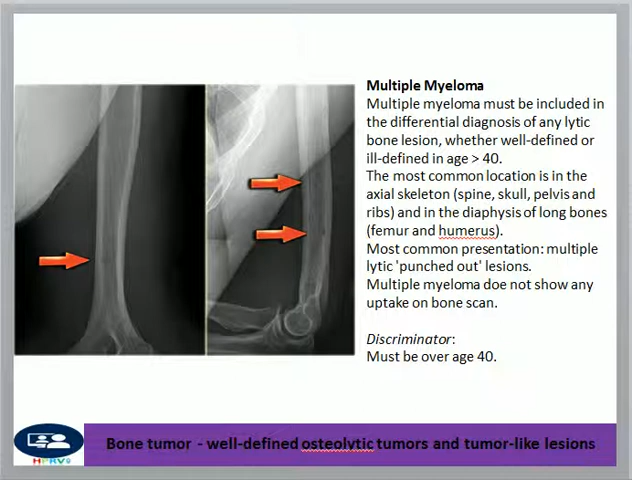 Multiple Myeloma
Multiple myeloma must be included in
the differential diagnosis of any lytic
bone lesion, whether well-defined or
ill-defined in age > 40.
The most common location is in the
axial skeleton (spine, skull, pelvis and
ribs) and in the diaphysis of long bones
(femur and humerus).
Most common presentation: multiple
lytic 'punched out' lesions.
Multiple myeloma doe not show any
uptake on bone scan.
Discriminator:
Must be over age 40.
Bone tumor - well-defined osteolytic tumors and tumor-like lesions